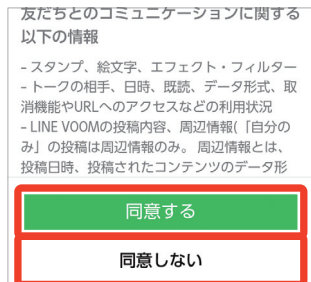 友だちとのコミュニケーションに関する
以下の情報
- スタンプ、絵文字、エフェクト・フィルター
- トークの相手、日時、既読、データ形式、取
消機能やURLへのアクセスなどの利用状況
- LINE VOOMの投稿内容、周辺情報(「自分の
み」の投稿は周辺情報のみ。 周辺情報とは、
投稿日時、投稿されたコンテンツのデータ形
同意する
同意しない